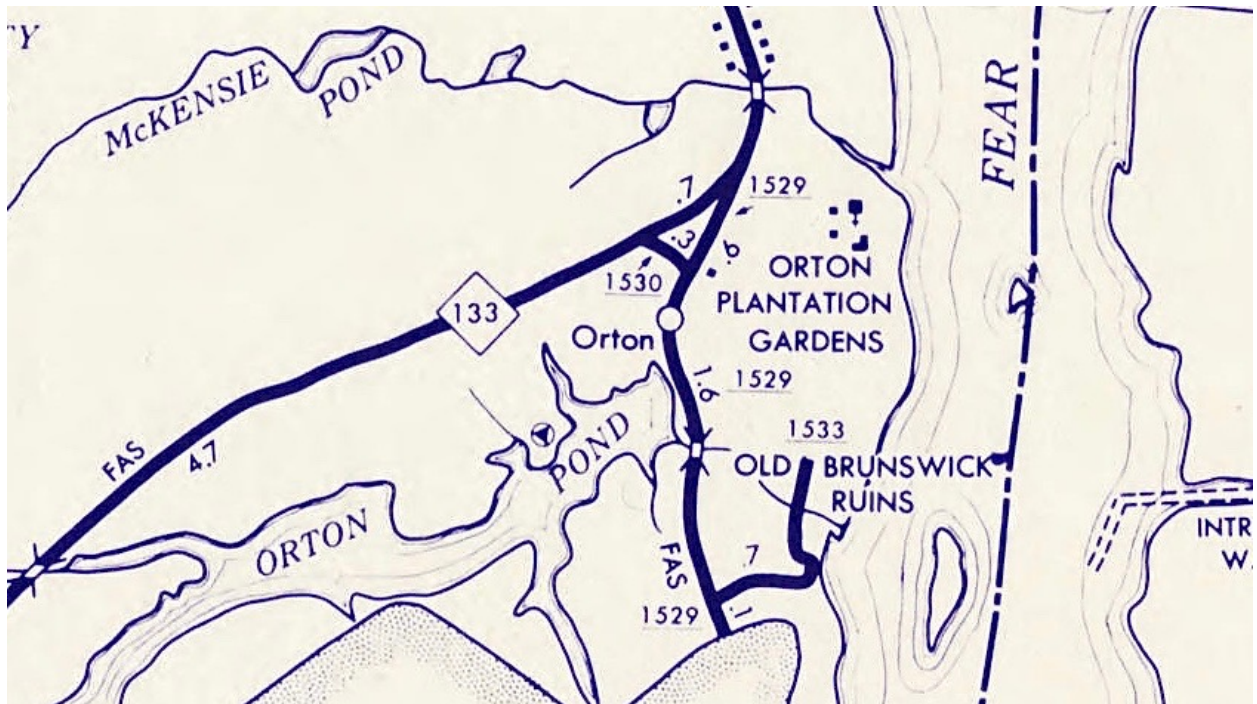 TY
McKENSIE
POND
FEAR
.7
1529
.3
.6
1530
ORTON
PLANTATION
GARDENS
133
Orton
1.6
1529
FAS
4.7
POND
1533
OLD BRUNSWICK
RUINS
ORTON
INTR
W.
FAS
.7
1529
.1